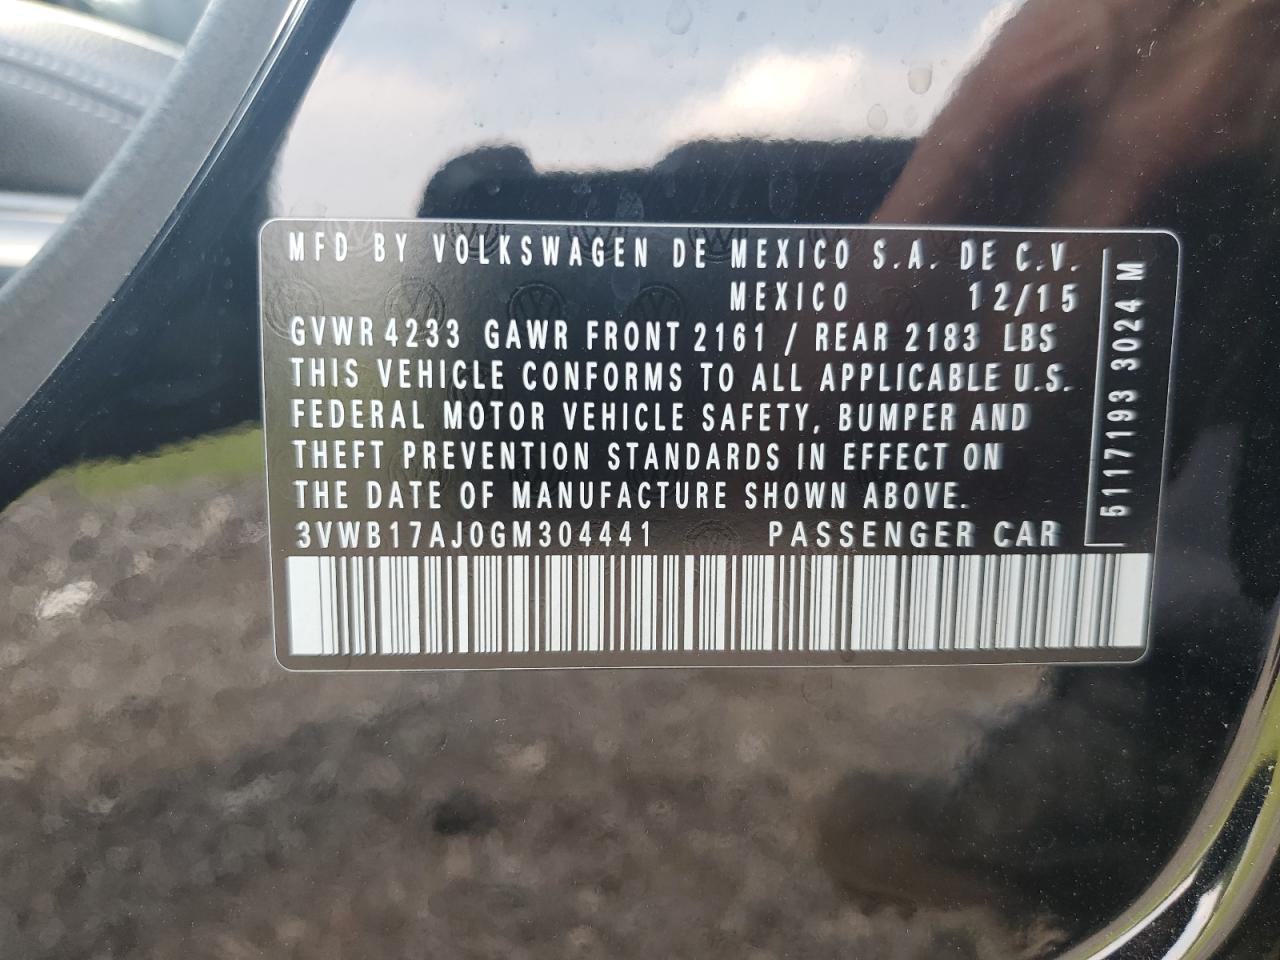 MFD BY VOLKSWAGEN DE MEXICO S.A. DE C.V.
MEXICO 12/15
GVWR 4233 GAWR FRONT 2161 / REAR 2183 LBS
THIS VEHICLE CONFORMS TO ALL APPLICABLE U.S.
FEDERAL MOTOR VEHICLE SAFETY, BUMPER AND
THEFT PREVENTION STANDARDS IN EFFECT ON
THE DATE OF MANUFACTURE SHOWN ABOVE.
3VWB17AJ0GM304441 PASSENGER CAR
5117193 3024 M